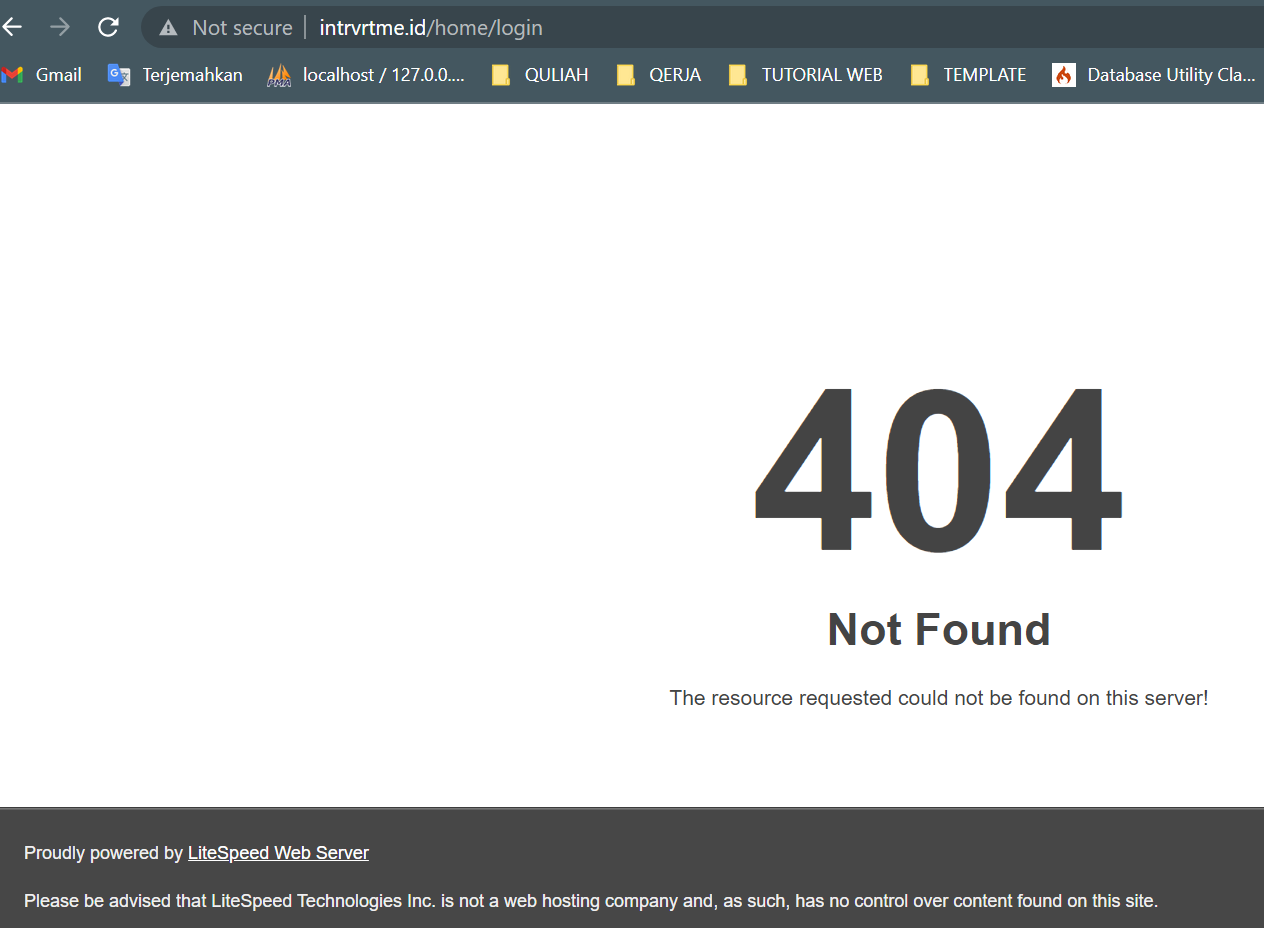 Not secure intrvrtme.id/home/login
Gmail Terjemahkan localhost / 127.0.0.... QULIAH QERJA TUTORIAL WEB TEMPLATE Database Utility Cla...
404
Not Found
The resource requested could not be found on this server!
Proudly powered by LiteSpeed Web Server
Please be advised that LiteSpeed Technologies Inc. is not a web hosting company and, as such, has no control over content found on this site.